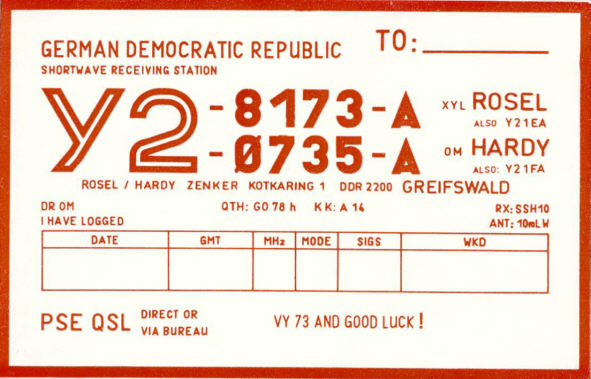 GERMAN DEMOCRATIC REPUBLIC TO:
SHORTWAVE RECEIVING STATION
Y2 -8173-A XYL ROSEL
ALSO Y21EA
-Ø735-A OM HARDY
ALSO: Y21FA
ROSEL / HARDY ZENKER KOTKARING 1 DDR 2200 GREIFSWALD
DR OM QTH: GO 78 h KK: A 14 RX: SSH10
I HAVE LOGGED ANT: 10mL W
DATE GMT MHz MODE SIGS WKD
PSE QSL DIRECT OR
VIA BUREAU VY 73 AND GOOD LUCK!